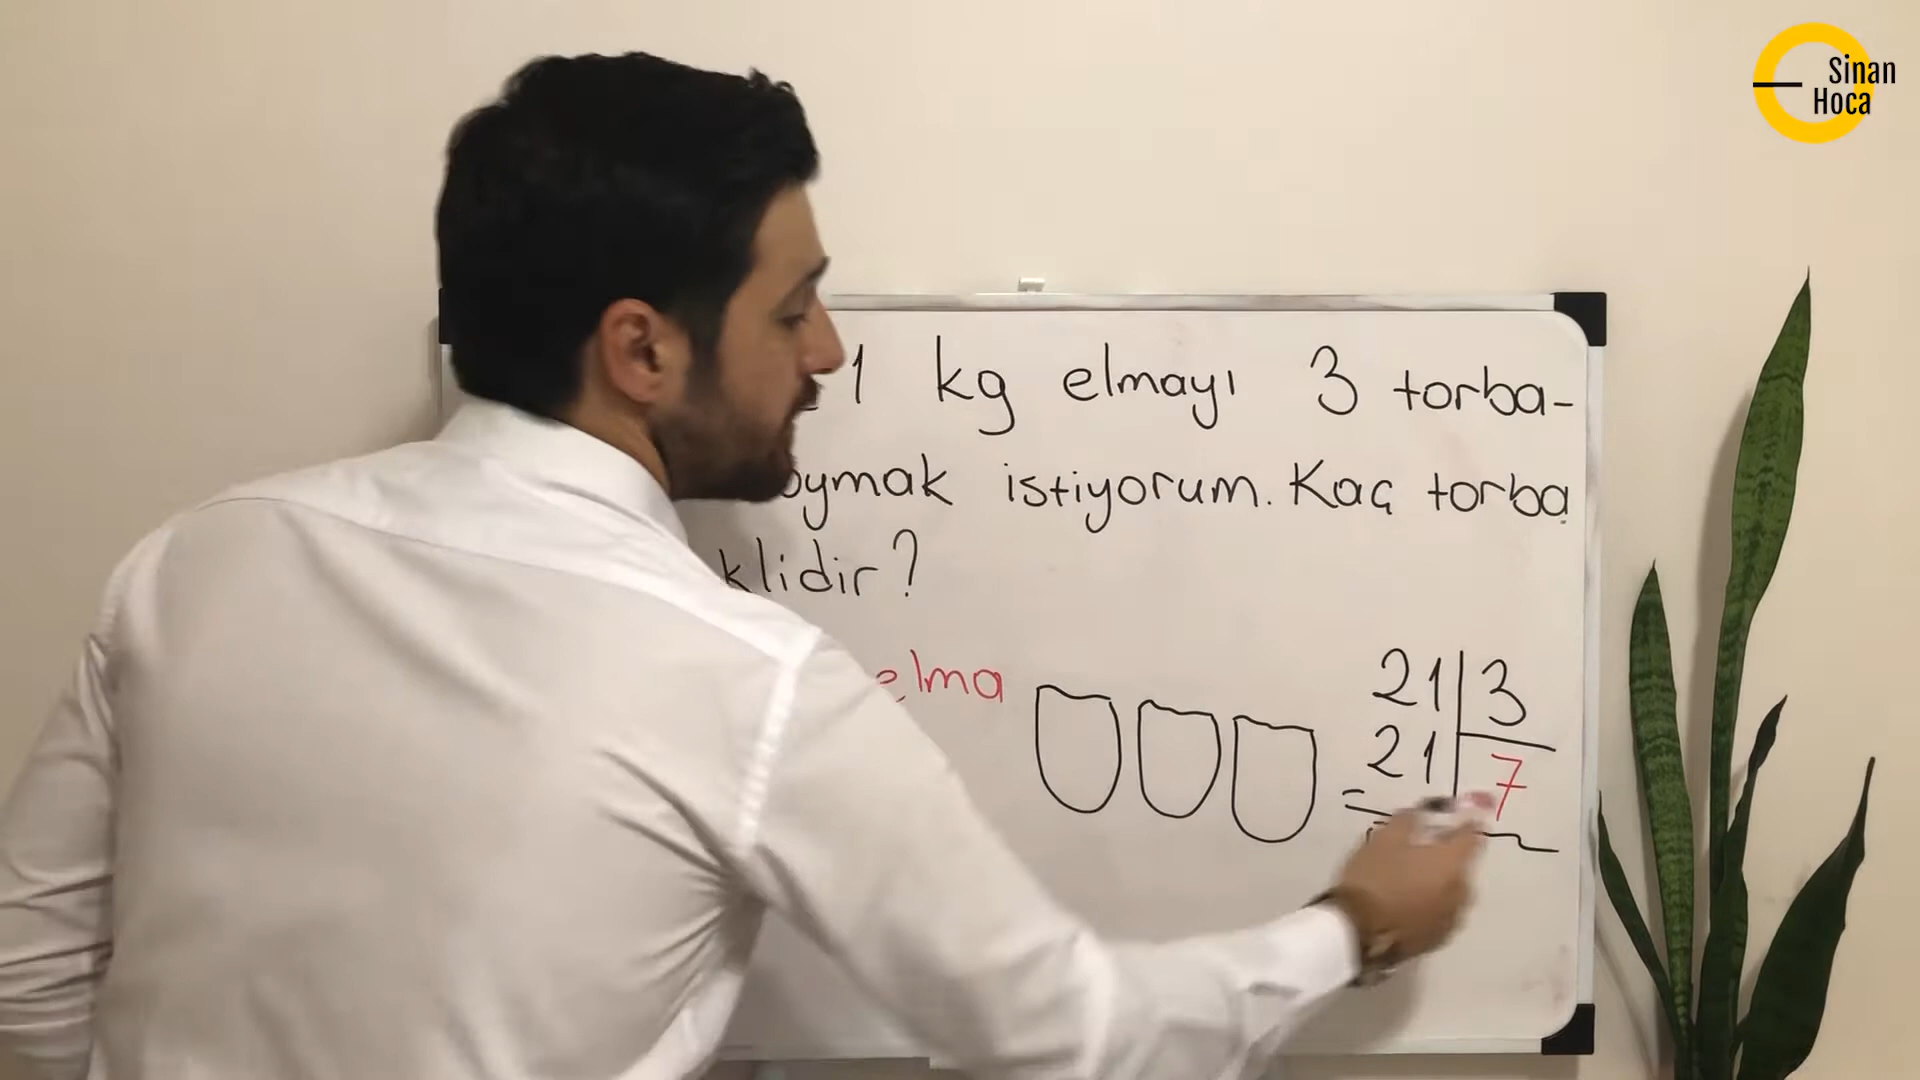 Sinan
Hoca
1 kg elmayı 3 torba-
oymak istiyorum. Kaç torba
klidir?
elma
21 3
21 7